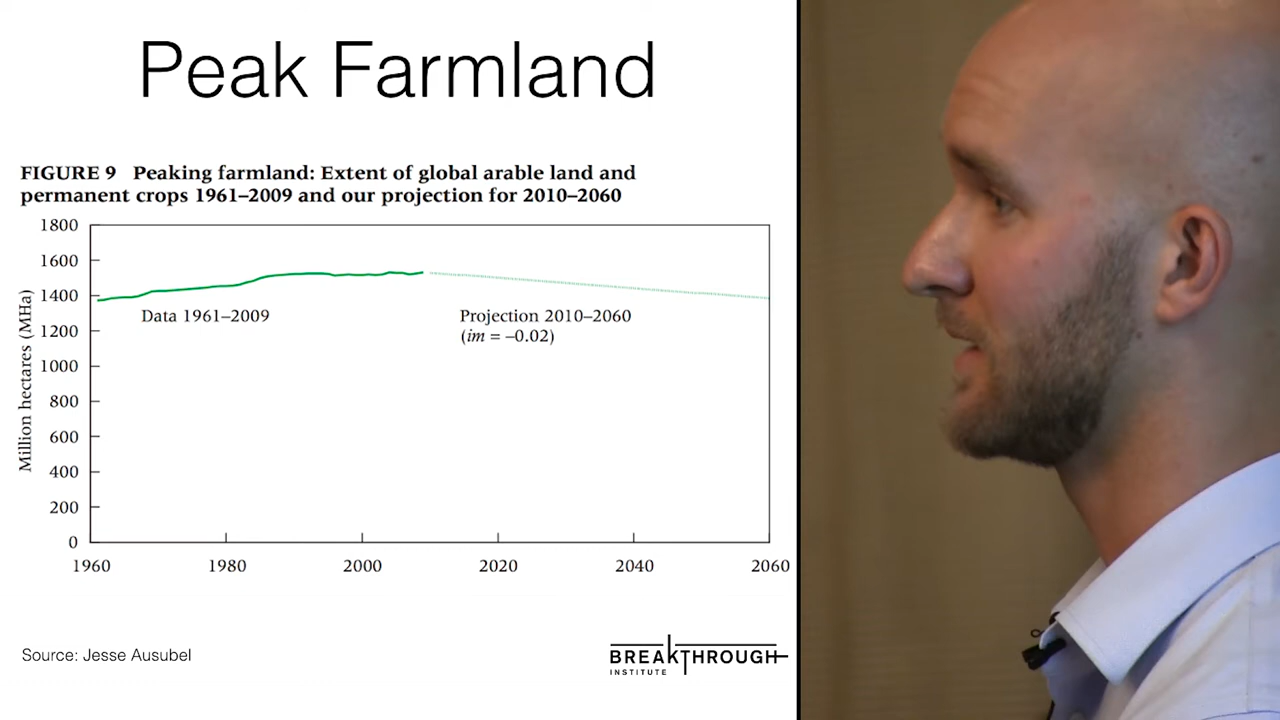 Peak Farmland
FIGURE 9 Peaking farmland: Extent of global arable land and
permanent crops 1961–2009 and our projection for 2010–2060
Million hectares (MHa)
1800
1600
1400
1200
1000
800
600
400
200
0
Data 1961–2009
Projection 2010–2060
(im = –0.02)
1960 1980 2000 2020 2040 2060
Source: Jesse Ausubel
BREAKTHROUGH
INSTITUTE